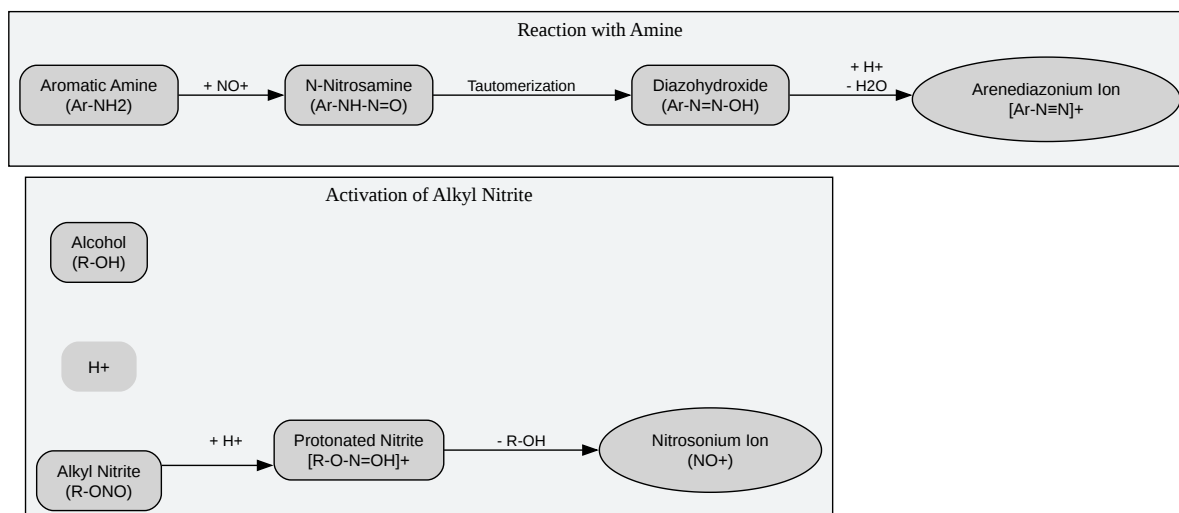 Reaction with Amine
Aromatic Amine
(Ar-NH2)
+ NO+
N-Nitrosamine
(Ar-NH-N=O)
Tautomerization
Diazohydroxide
(Ar-N=N-OH)
+ H+
- H2O
Arenediazonium Ion
[Ar-N≡N]+
Activation of Alkyl Nitrite
Alcohol
(R-OH)
H+
Alkyl Nitrite
(R-ONO)
+ H+
Protonated Nitrite
[R-O-N=OH]+
- R-OH
Nitrosonium Ion
(NO+)